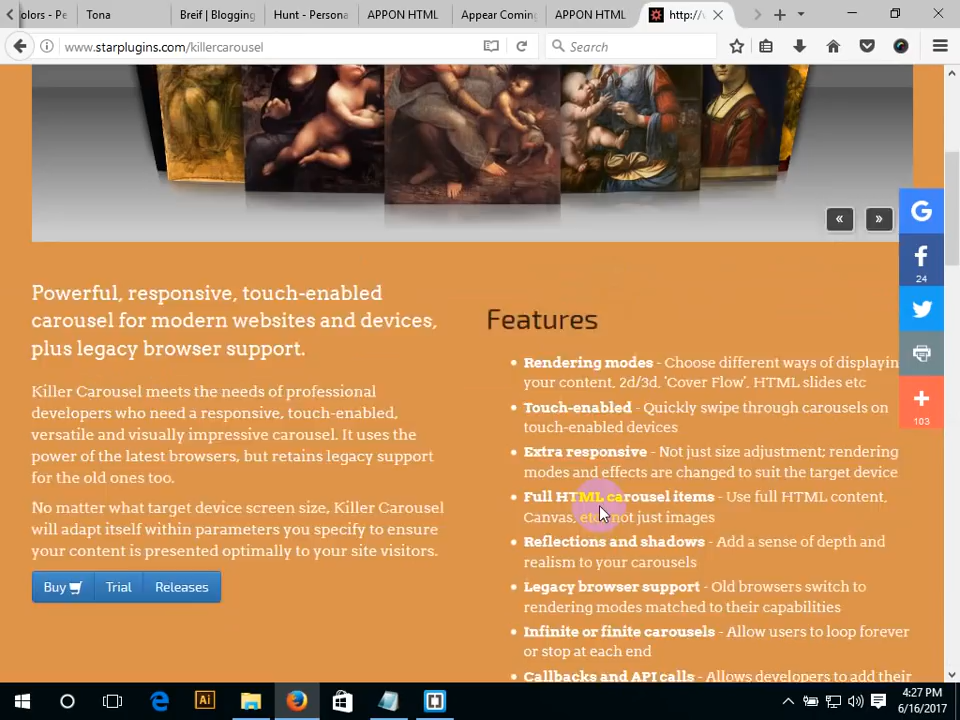 olors - Pe
Tona
Breif | Blogging
Hunt - Persona
APPON HTML
Appear Coming
APPON HTML
http://
www.starplugins.com/killercarousel
Search
«
»
24
103
Powerful, responsive, touch-enabled
carousel for modern websites and devices,
plus legacy browser support.
Killer Carousel meets the needs of professional
developers who need a responsive, touch-enabled,
versatile and visually impressive carousel. It uses the
power of the latest browsers, but retains legacy support
for the old ones too.
No matter what target device screen size, Killer Carousel
will adapt itself within parameters you specify to ensure
your content is presented optimally to your site visitors.
Buy
Trial
Releases
Features
Rendering modes - Choose different ways of displayin
your content, 2d/3d, 'Cover Flow', HTML slides etc
Touch-enabled - Quickly swipe through carousels on
touch-enabled devices
Extra responsive - Not just size adjustment; rendering
modes and effects are changed to suit the target device
Full HTML carousel items - Use full HTML content,
Canvas, etc, not just images
Reflections and shadows - Add a sense of depth and
realism to your carousels
Legacy browser support - Old browsers switch to
rendering modes matched to their capabilities
Infinite or finite carousels - Allow users to loop forever
or stop at each end
Callbacks and API calls - Allows developers to add their
4:27 PM
6/16/2017